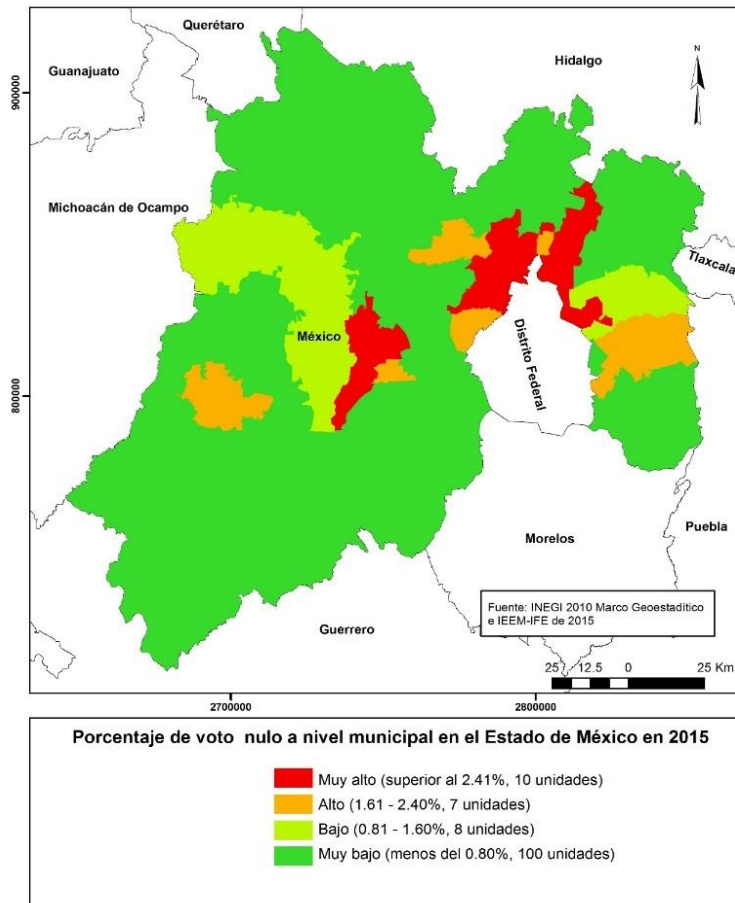 Querétaro
Guanajuato
Hidalgo
N
900000
Michoacán de Ocampo
Tlaxcala
México
Distrito Federal
800000
Morelos
Puebla
Fuente: INEGI 2010 Marco Geoestadítico
e IEEM-IFE de 2015
Guerrero
25 12.5 0 25 Km
2700000 2800000
Porcentaje de voto nulo a nivel municipal en el Estado de México en 2015
Muy alto (superior al 2.41%, 10 unidades)
Alto (1.61 - 2.40%, 7 unidades)
Bajo (0.81 - 1.60%, 8 unidades)
Muy bajo (menos del 0.80%, 100 unidades)